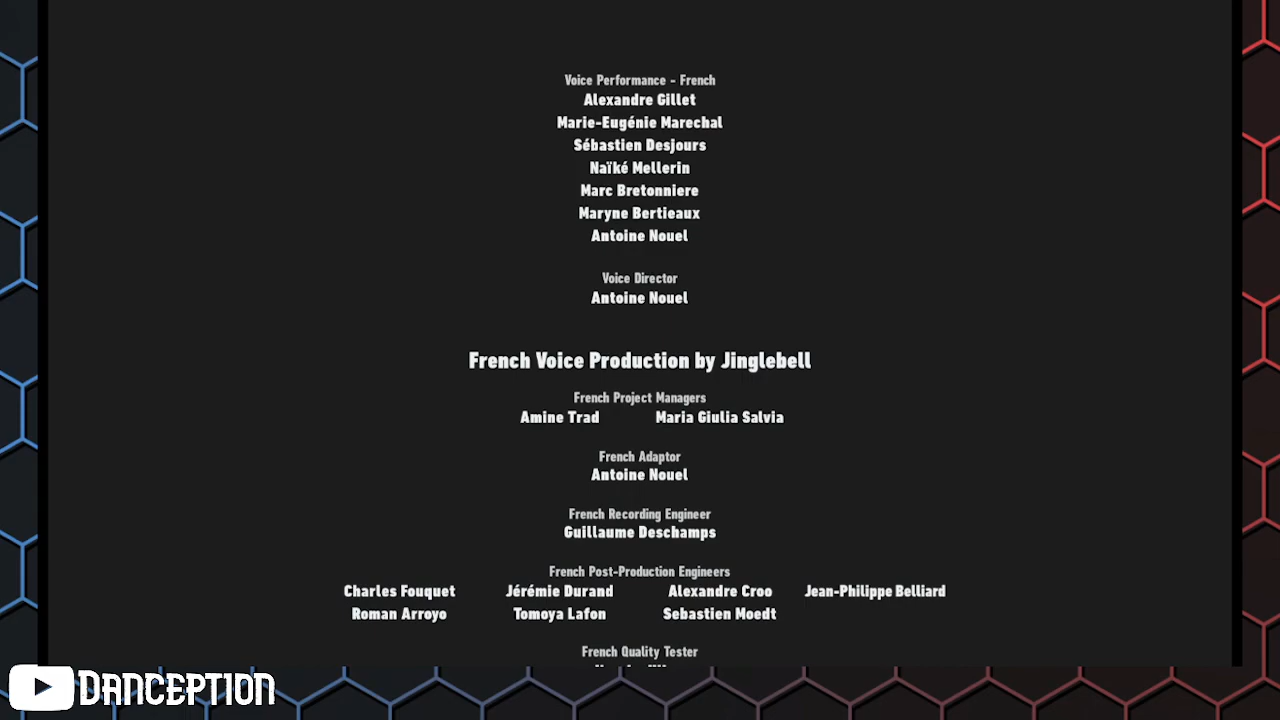 Voice Performance - French
Alexandre Gillet
Marie-Eugénie Marechal
Sébastien Desjours
Naïké Mellerin
Marc Bretonniere
Maryne Bertieaux
Antoine Nouel
Voice Director
Antoine Nouel
French Voice Production by Jinglebell
French Project Managers
Amine Trad Maria Giulia Salvia
French Adaptor
Antoine Nouel
French Recording Engineer
Guillaume Deschamps
French Post-Production Engineers
Charles Fouquet Jérémie Durand Alexandre Croo Jean-Philippe Belliard
Roman Arroyo Tomoya Lafon Sebastien Moedt
French Quality Tester
Danception